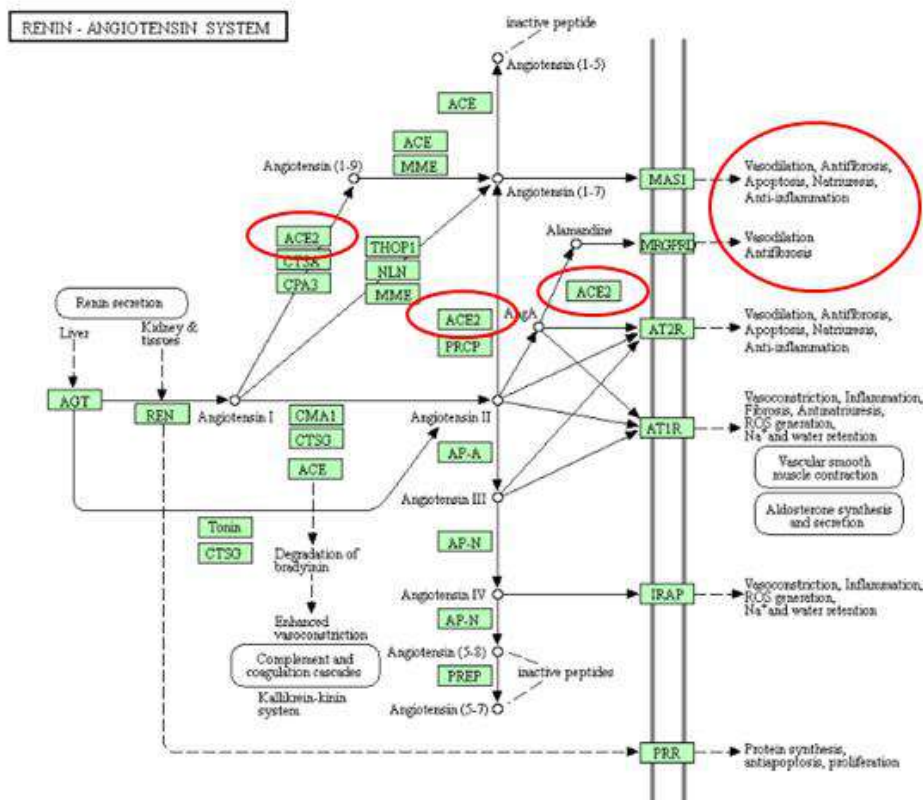 RENIN - ANGIOTENSIN SYSTEM
inactive peptide
Angiotensin (1-5)
ACE
ACE
MME
Angiotensin (1-9)
Angiotensin (1-7)
MAS1
Vasodilation, Antifibrosis,
Apoptosis, Natriuresis,
Anti-inflammation
ACE2
CTSA
CPA3
THOP1
NLN
MME
Alamandine
MRGPRD
Vasodilation
Antifibrosis
ACE2
ACE2
PRCP
AngA
AT2R
Vasodilation, Antifibrosis,
Apoptosis, Natriuresis,
Anti-inflammation
Renin secretion
Liver
Kidney &
tissues
AGT
REN
Angiotensin I
CMA1
CTSG
ACE
Angiotensin II
AT1R
Vasoconstriction, Inflammation,
Fibrosis, Antinatriuresis,
ROS generation,
Na+ and water retention
Vascular smooth
muscle contraction
Aldosterone synthesis
and secretion
AP-A
Angiotensin III
Tonin
CTSG
Degradation of
bradyinin
AP-N
Enhanced
vasoconstriction
Complement and
coagulation cascades
Kallikrein-kinin
system
Angiotensin IV
IRAP
Vasoconstriction, Inflammation,
ROS generation,
Na+ and water retention
AP-N
Angiotensin (5-8)
PREP
inactive peptides
Angiotensin (5-7)
PRR
Protein synthesis,
antiapoptosis, proliferation